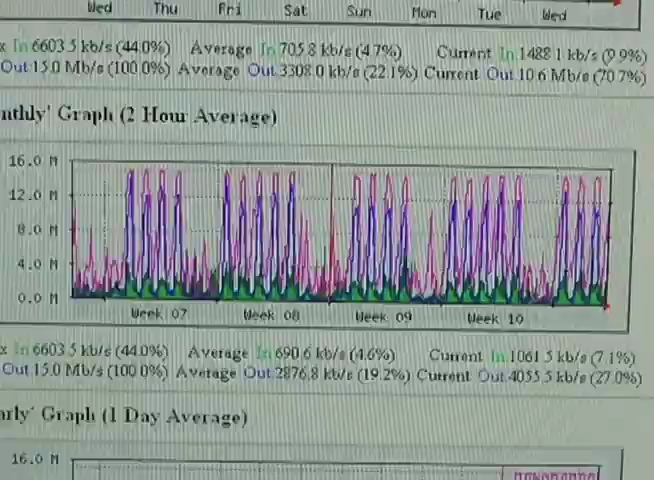 Wed Thu Fri Sat Sun Mon Tue Wed
x In 6603.5 kb/s (44.0%) Average In 705.8 kb/s (4.7%) Current In 1488.1 kb/s (9.9%)
Out 15.0 Mb/s (100.0%) Average Out 3308.0 kb/s (22.1%) Current Out 10.6 Mb/s (70.7%)
nthly' Graph (2 Hour Average)
16.0 M
12.0 M
8.0 M
4.0 M
0.0 M
Week 07 Week 08 Week 09 Week 10
x In 6603.5 kb/s (44.0%) Average In 690.6 kb/s (4.6%) Current In 1061.5 kb/s (7.1%)
Out 15.0 Mb/s (100.0%) Average Out 2876.8 kb/s (19.2%) Current Out 4055.5 kb/s (27.0%)
arly' Graph (1 Day Average)
16.0 M